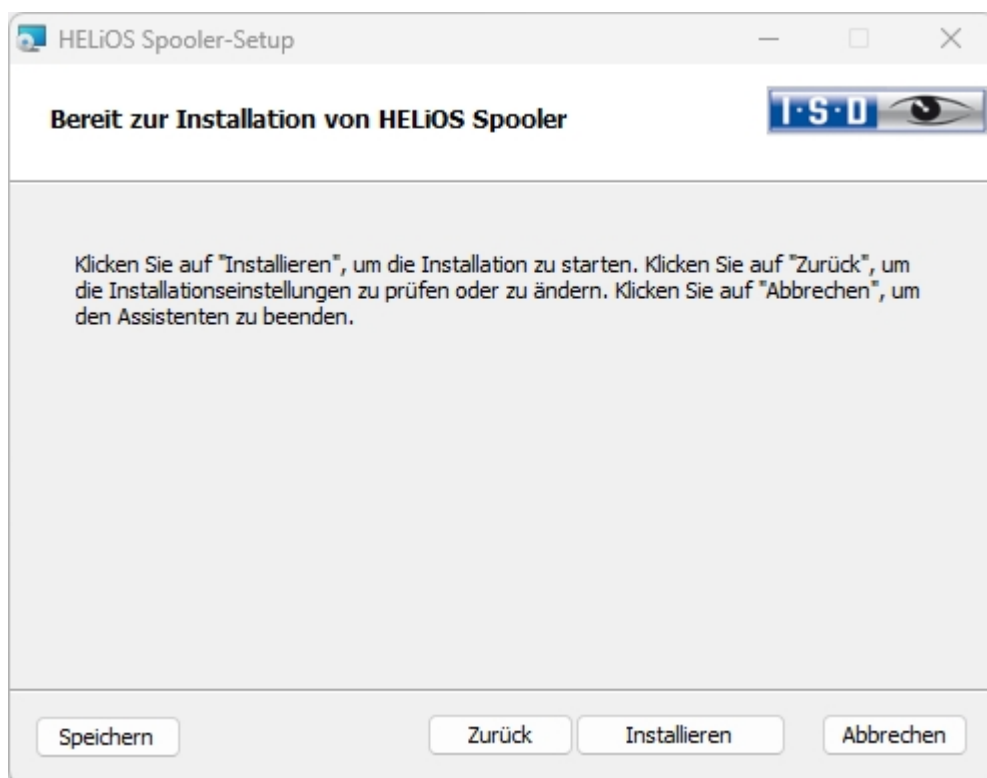 HELiOS Spooler-Setup
Bereit zur Installation von HELiOS Spooler
I·S·D
Klicken Sie auf "Installieren", um die Installation zu starten. Klicken Sie auf "Zurück", um
die Installationseinstellungen zu prüfen oder zu ändern. Klicken Sie auf "Abbrechen", um
den Assistenten zu beenden.
Speichern
Zurück
Installieren
Abbrechen